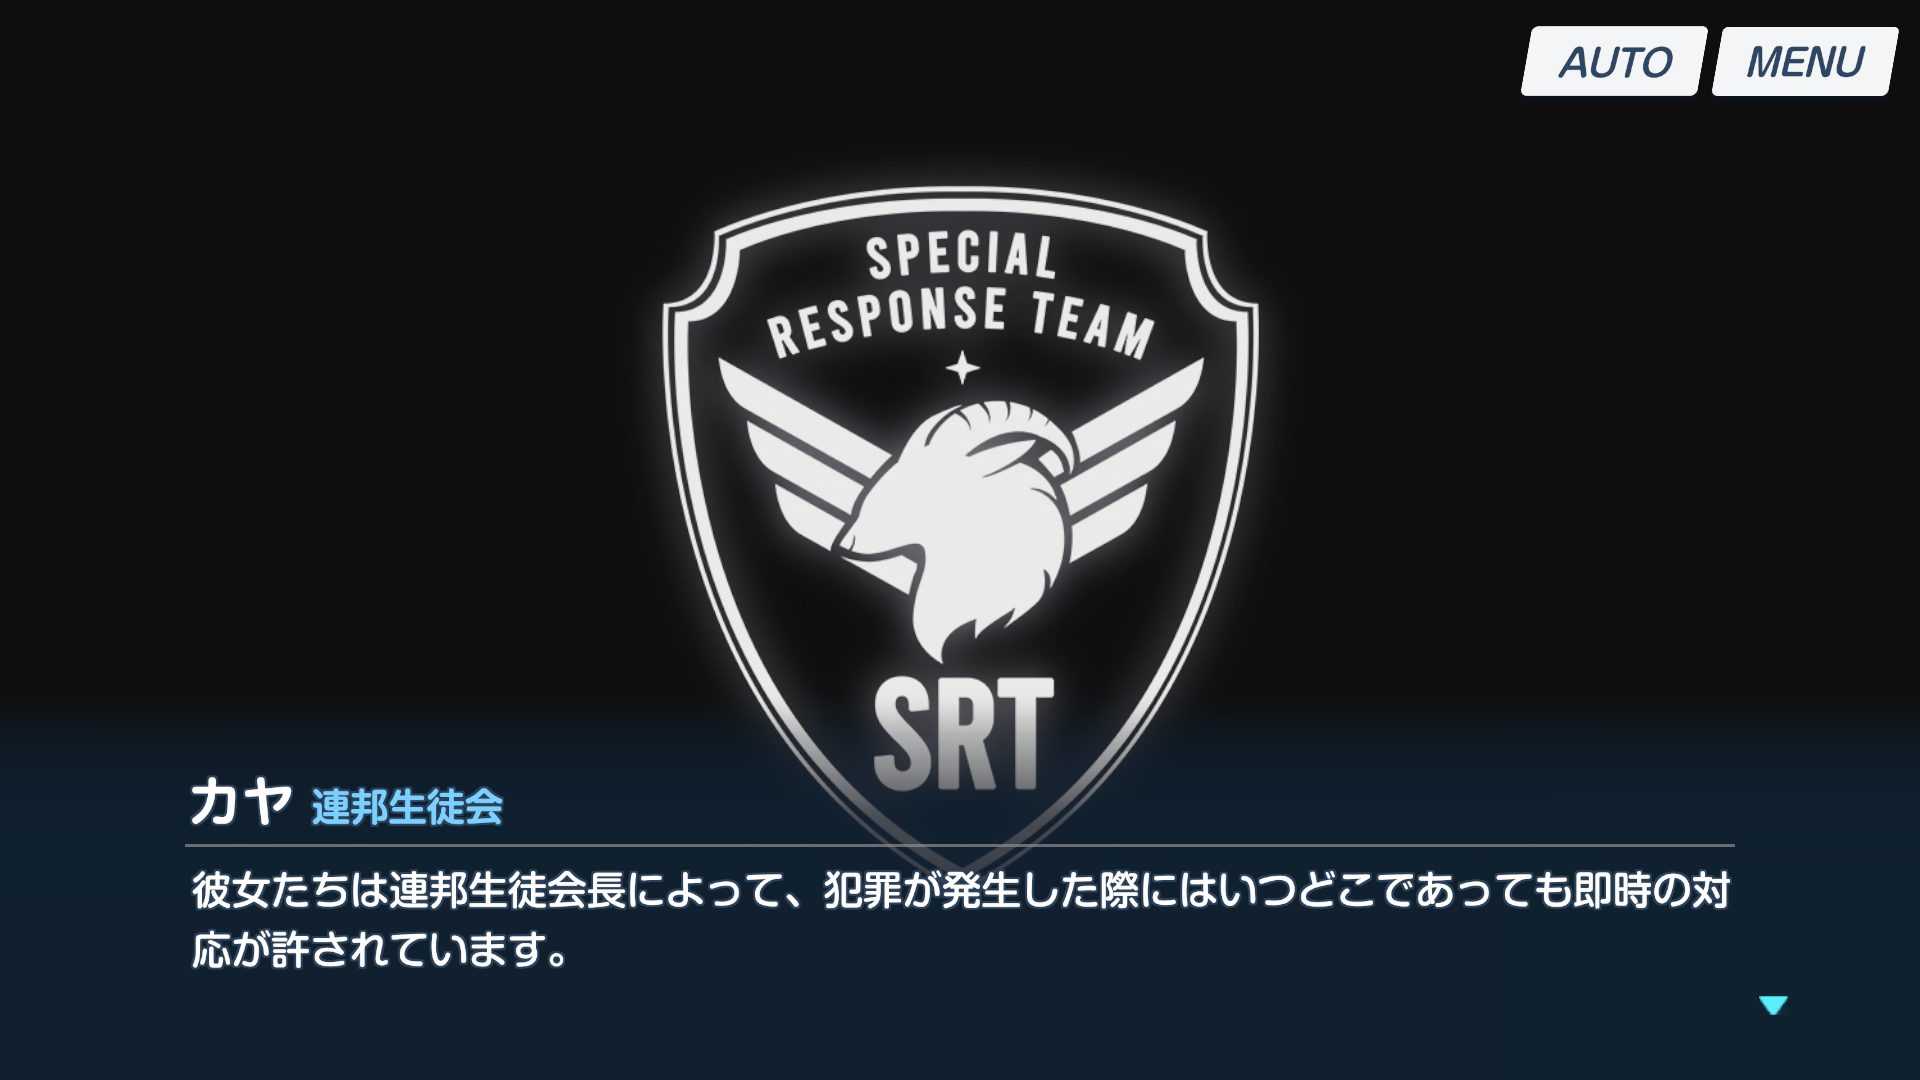 AUTO
MENU
SPECIAL
RESPONSE TEAM
SRT
カヤ 連邦生徒会
彼女たちは連邦生徒会長によって、犯罪が発生した際にはいつどこであっても即時の対
応が許されています。